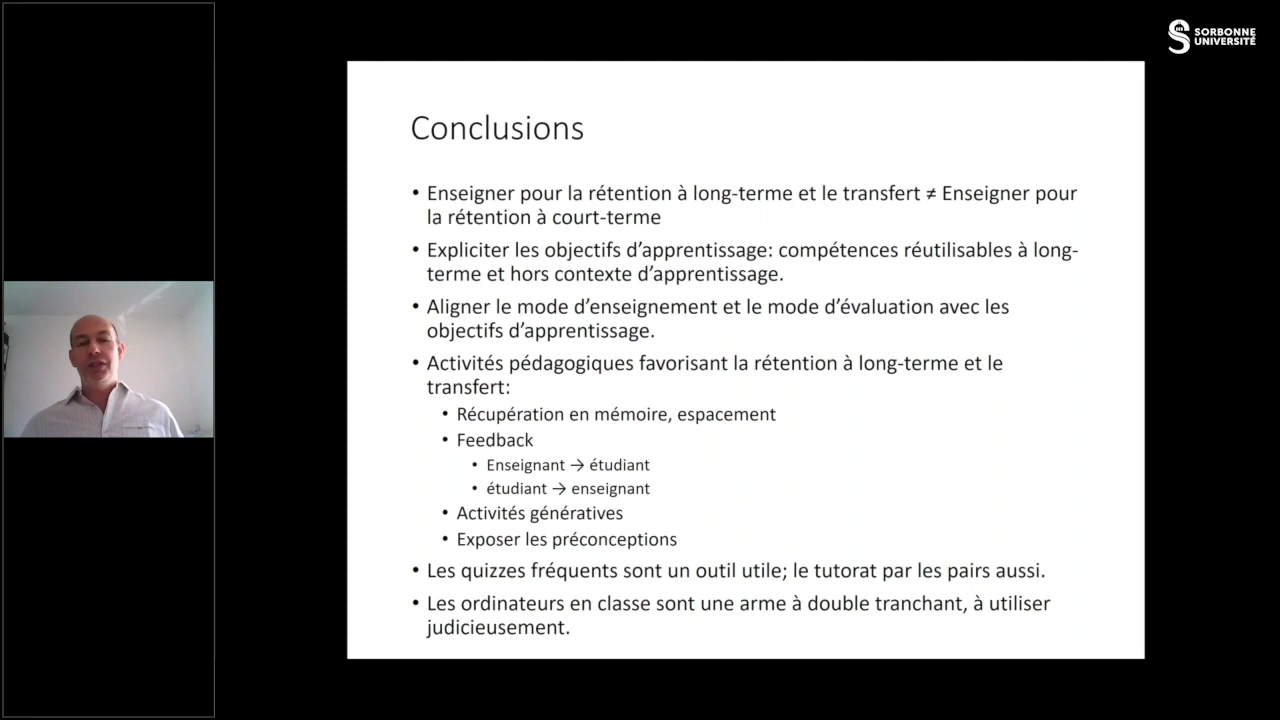 SORBONNE
UNIVERSITÉ
Conclusions
• Enseigner pour la rétention à long-terme et le transfert ≠ Enseigner pour
la rétention à court-terme
• Expliciter les objectifs d’apprentissage: compétences réutilisables à long-
terme et hors contexte d’apprentissage.
• Aligner le mode d’enseignement et le mode d’évaluation avec les
objectifs d’apprentissage.
• Activités pédagogiques favorisant la rétention à long-terme et le
transfert:
• Récupération en mémoire, espacement
• Feedback
• Enseignant → étudiant
• étudiant → enseignant
• Activités génératives
• Exposer les préconceptions
• Les quizzes fréquents sont un outil utile; le tutorat par les pairs aussi.
• Les ordinateurs en classe sont une arme à double tranchant, à utiliser
judicieusement.